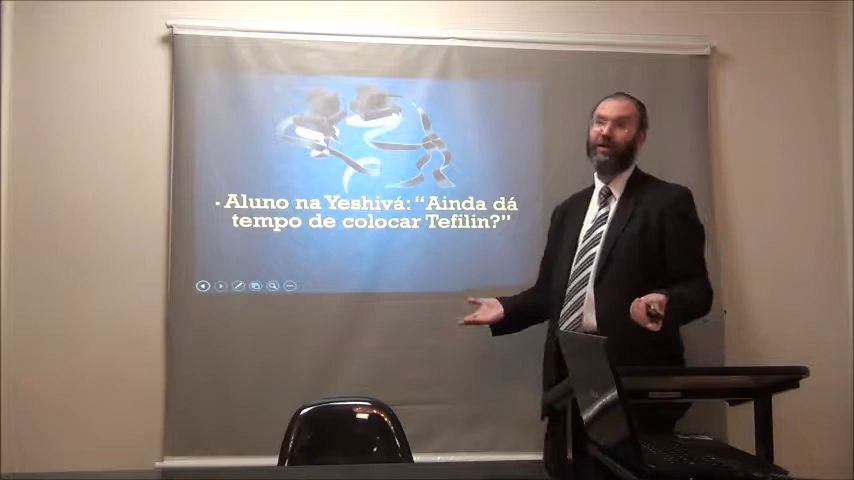 • Aluno na Yeshivá: “Ainda dá
tempo de colocar Tefilin?”